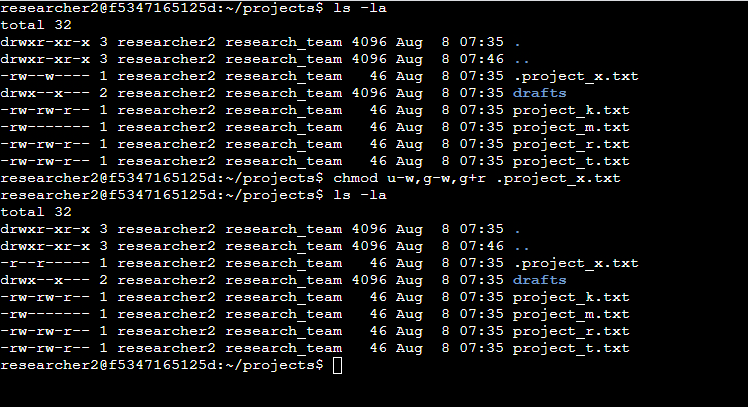 researcher2@f5347165125d:~/projects$ ls -la
total 32
drwxr-xr-x 3 researcher2 research_team 4096 Aug  8 07:35 .
drwxr-xr-x 3 researcher2 research_team 4096 Aug  8 07:46 ..
-rw--w---- 1 researcher2 research_team   46 Aug  8 07:35 .project_x.txt
drwx--x--- 2 researcher2 research_team 4096 Aug  8 07:35 drafts
-rw-rw-r-- 1 researcher2 research_team   46 Aug  8 07:35 project_k.txt
-rw------- 1 researcher2 research_team   46 Aug  8 07:35 project_m.txt
-rw-rw-r-- 1 researcher2 research_team   46 Aug  8 07:35 project_r.txt
-rw-rw-r-- 1 researcher2 research_team   46 Aug  8 07:35 project_t.txt
researcher2@f5347165125d:~/projects$ chmod u-w,g-w,g+r .project_x.txt
researcher2@f5347165125d:~/projects$ ls -la
total 32
drwxr-xr-x 3 researcher2 research_team 4096 Aug  8 07:35 .
drwxr-xr-x 3 researcher2 research_team 4096 Aug  8 07:46 ..
-r--r----- 1 researcher2 research_team   46 Aug  8 07:35 .project_x.txt
drwx--x--- 2 researcher2 research_team 4096 Aug  8 07:35 drafts
-rw-rw-r-- 1 researcher2 research_team   46 Aug  8 07:35 project_k.txt
-rw------- 1 researcher2 research_team   46 Aug  8 07:35 project_m.txt
-rw-rw-r-- 1 researcher2 research_team   46 Aug  8 07:35 project_r.txt
-rw-rw-r-- 1 researcher2 research_team   46 Aug  8 07:35 project_t.txt
researcher2@f5347165125d:~/projects$